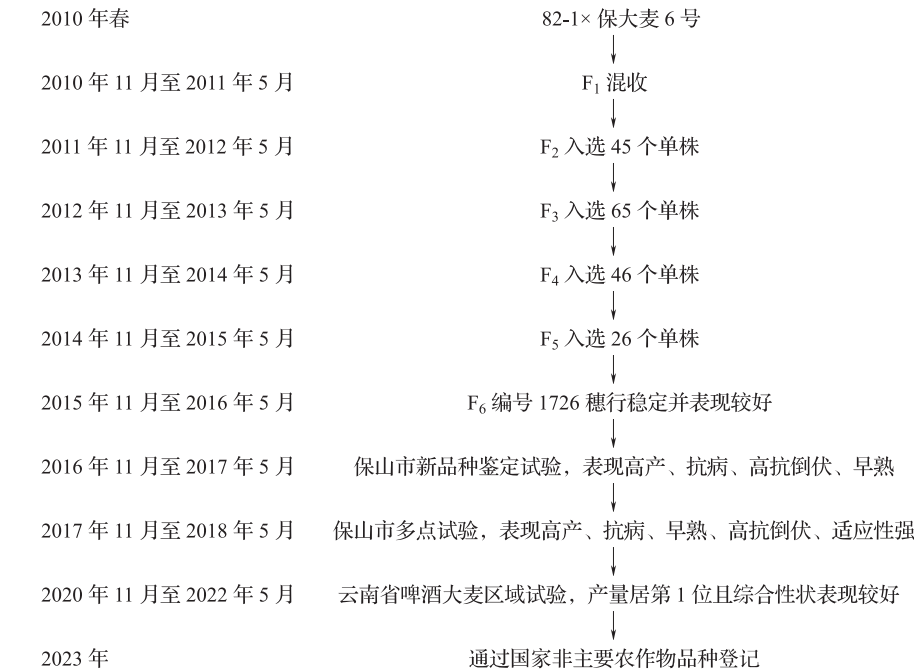 2010 年春 82-1× 保大麦 6 号
2010 年 11 月至 2011 年 5 月 F₁ 混收
2011 年 11 月至 2012 年 5 月 F₂ 入选 45 个单株
2012 年 11 月至 2013 年 5 月 F₃ 入选 65 个单株
2013 年 11 月至 2014 年 5 月 F₄ 入选 46 个单株
2014 年 11 月至 2015 年 5 月 F₅ 入选 26 个单株
2015 年 11 月至 2016 年 5 月 F₆ 编号 1726 穗行稳定并表现较好
2016 年 11 月至 2017 年 5 月 保山市新品种鉴定试验，表现高产、抗病、高抗倒伏、早熟
2017 年 11 月至 2018 年 5 月 保山市多点试验，表现高产、抗病、早熟、高抗倒伏、适应性强
2020 年 11 月至 2022 年 5 月 云南省啤酒大麦区域试验，产量居第 1 位且综合性状表现较好
2023 年 通过国家非主要农作物品种登记